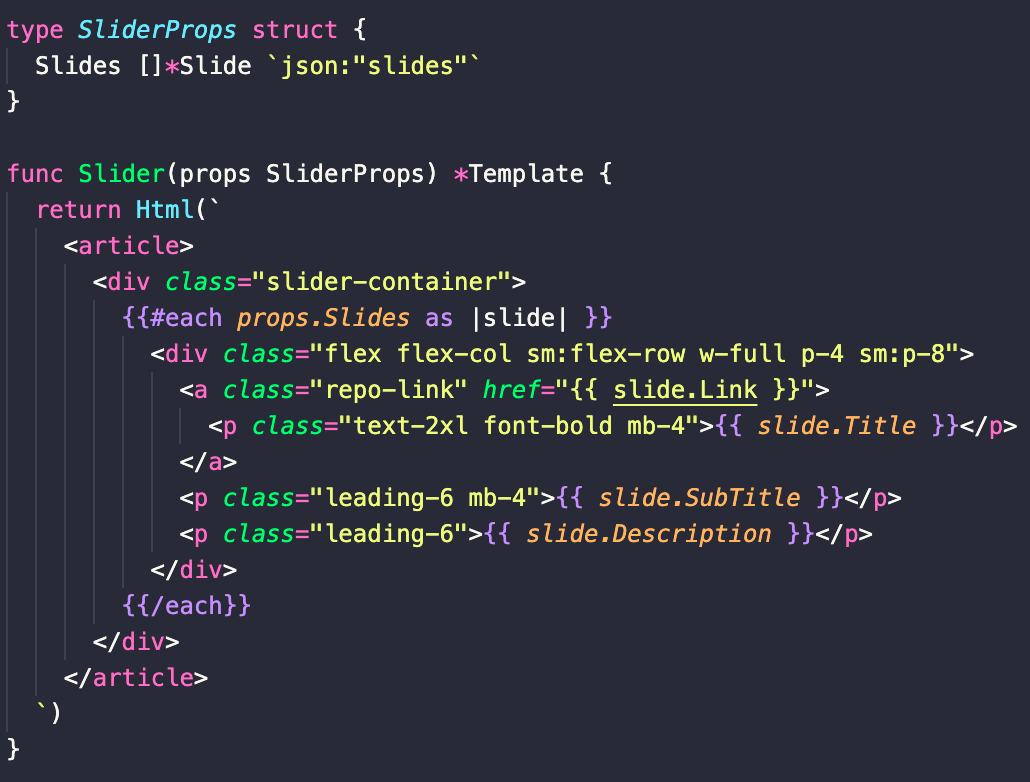 type SliderProps struct {
  Slides []*Slide `json:"slides"`
}

func Slider(props SliderProps) *Template {
  return Html(`
    <article>
      <div class="slider-container">
        {{#each props.Slides as |slide| }}
          <div class="flex flex-col sm:flex-row w-full p-4 sm:p-8">
            <a class="repo-link" href="{{ slide.Link }}">
              <p class="text-2xl font-bold mb-4">{{ slide.Title }}</p>
            </a>
            <p class="leading-6 mb-4">{{ slide.SubTitle }}</p>
            <p class="leading-6">{{ slide.Description }}</p>
          </div>
        {{/each}}
      </div>
    </article>
  `)
}